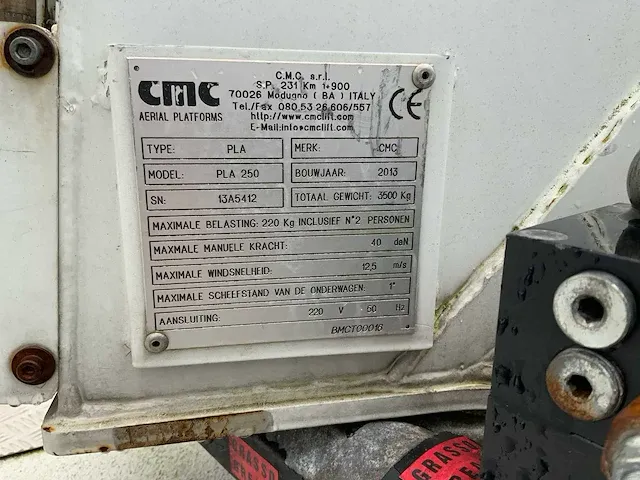 CMC
AERIAL PLATFORMS
C.M.C. s.r.l.
S.P. 231 Km 1+900
70026 Modugno ( BA ) ITALY
Tel./Fax 080.53.26.606/557
http://www.cmclift.com
E-Mail:info@cmclift.com
CE
TYPE: PLA
MERK: CMC
MODEL: PLA 250
BOUWJAAR: 2013
SN: 13A5412
TOTAAL GEWICHT: 3500 Kg
MAXIMALE BELASTING: 220 Kg INCLUSIEF N°2 PERSONEN
MAXMALE MANUELE KRACHT: 40 daN
MAXIMALE WINDSNELHEID: 12,5 m/s
MAXIMALE SCHEEFSTAND VAN DE ONDERWAGEN: 1°
AANSLUITING: 220 V 50 Hz
BMCT00016
GRASSO
GRASSO